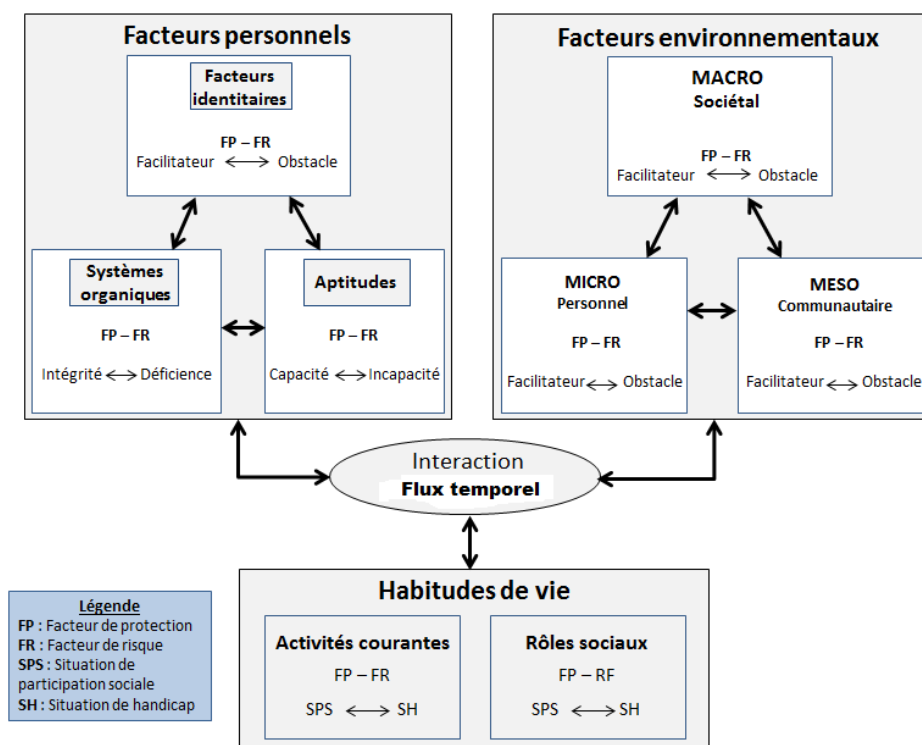 Facteurs personnels
Facteurs
identitaires
FP – FR
Facilitateur
Obstacle
Systèmes
organiques
FP – FR
Intégrité
Déficience
Aptitudes
FP – FR
Capacité
Incapacité
Facteurs environnementaux
MACRO
Sociétal
FP – FR
Facilitateur
Obstacle
MICRO
Personnel
FP – FR
Facilitateur
Obstacle
MESO
Communautaire
FP – FR
Facilitateur
Obstacle
Interaction
Flux temporel
Habitudes de vie
Activités courantes
FP – FR
SPS
SH
Rôles sociaux
FP – RF
SPS
SH
Légende
FP : Facteur de protection
FR : Facteur de risque
SPS : Situation de
participation sociale
SH : Situation de handicap